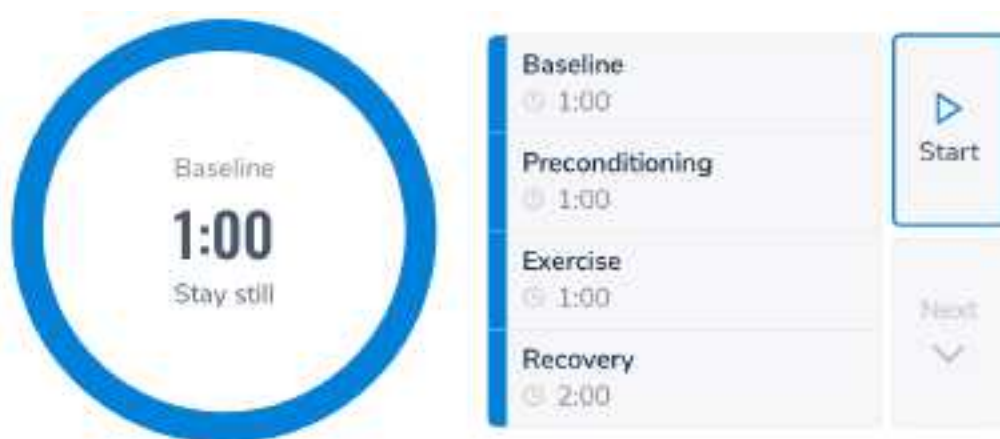 Baseline
1:00
Stay still
Baseline
1:00
Preconditioning
1:00
Exercise
1:00
Recovery
2:00
Start
Next